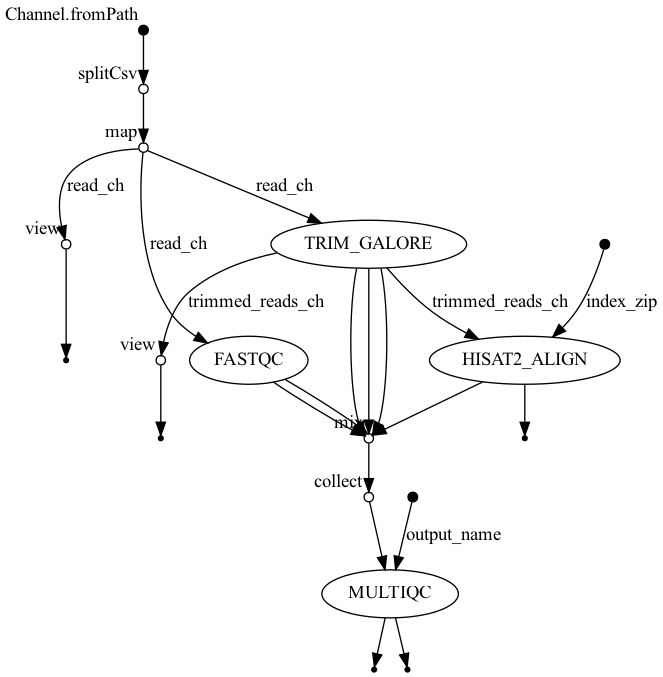 Channel.fromPath
splitCsv
map
read_ch
read_ch
read_ch
view
TRIM_GALORE
trimmed_reads_ch
trimmed_reads_ch
index_zip
view
FASTQC
HISAT2_ALIGN
mix
collect
output_name
MULTIQC